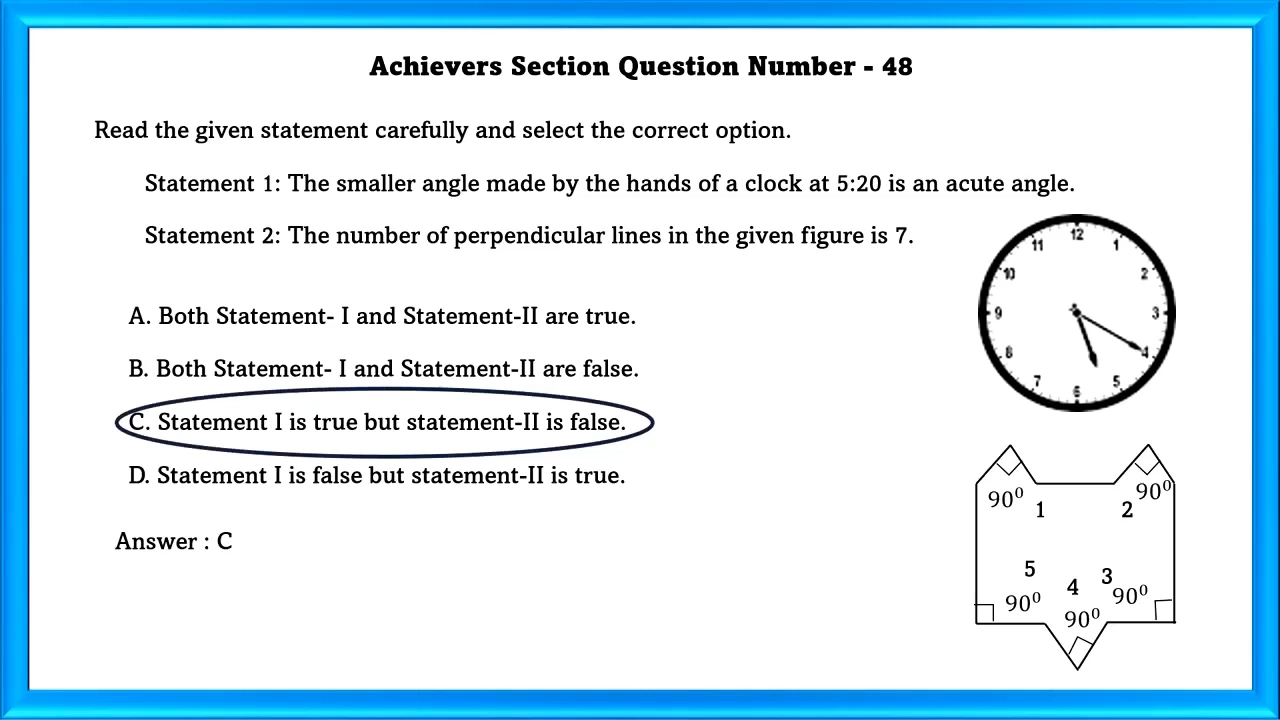 Achievers Section Question Number - 48
Read the given statement carefully and select the correct option.
Statement 1: The smaller angle made by the hands of a clock at 5:20 is an acute angle.
Statement 2: The number of perpendicular lines in the given figure is 7.
12
11 1
10 2
9 3
8 4
7 5
6
A. Both Statement- I and Statement-II are true.
B. Both Statement- I and Statement-II are false.
C. Statement I is true but statement-II is false.
D. Statement I is false but statement-II is true.
Answer : C
90⁰ 1 2 90⁰
5 4 3
90⁰ 90⁰ 90⁰